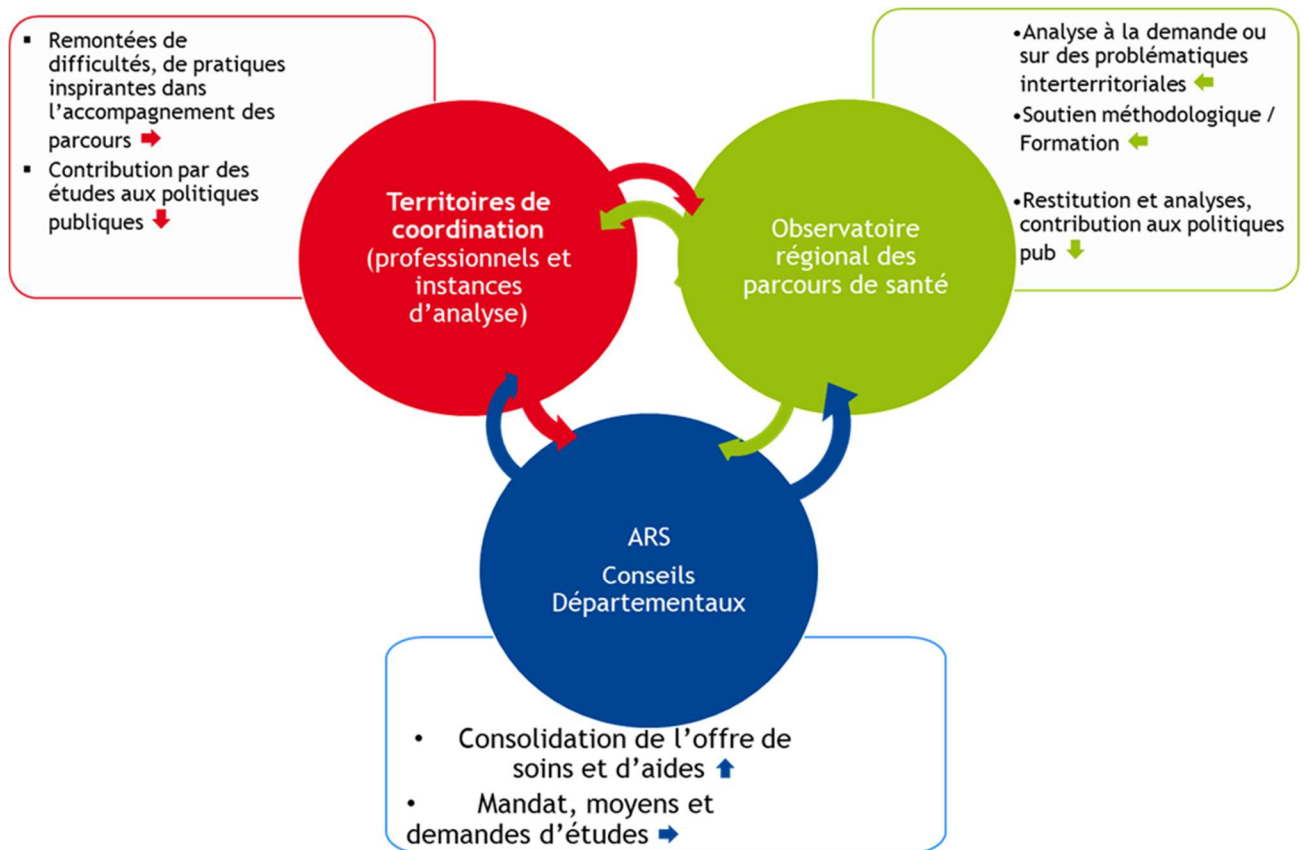 ▪ Remontées de
difficultés, de pratiques
inspirantes dans
l'accompagnement des
parcours
▪ Contribution par des
études aux politiques
publiques
Territoires de
coordination
(professionnels et
instances
d'analyse)
Observatoire
régional des
parcours de santé
•Analyse à la demande ou
sur des problématiques
interterritoriales
•Soutien méthodologique /
Formation
•Restitution et analyses,
contribution aux politiques
pub
ARS
Conseils
Départementaux
• Consolidation de l'offre de
soins et d'aides
• Mandat, moyens et
demandes d'études